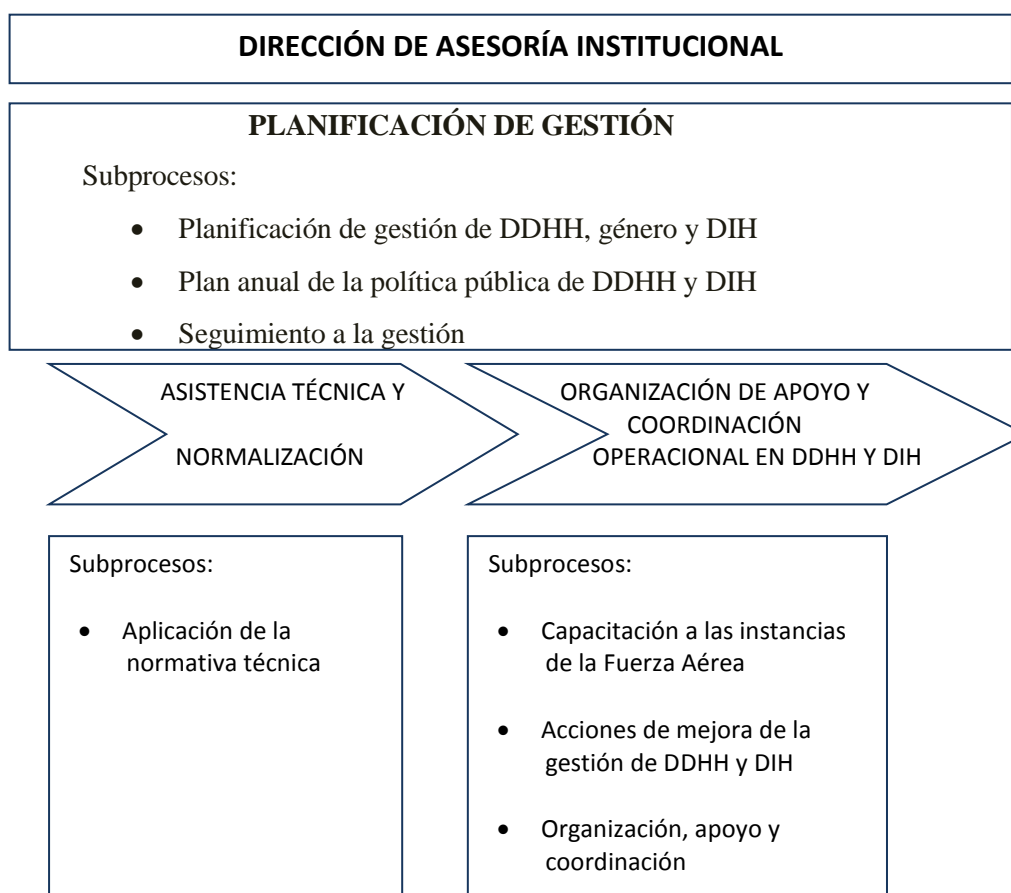 DIRECCIÓN DE ASESORÍA INSTITUCIONAL
PLANIFICACIÓN DE GESTIÓN
Subprocesos:
• Planificación de gestión de DDHH, género y DIH
• Plan anual de la política pública de DDHH y DIH
• Seguimiento a la gestión
ASISTENCIA TÉCNICA Y
NORMALIZACIÓN
ORGANIZACIÓN DE APOYO Y
COORDINACIÓN
OPERACIONAL EN DDHH Y DIH
Subprocesos:
• Aplicación de la
normativa técnica
Subprocesos:
• Capacitación a las instancias
de la Fuerza Aérea
• Acciones de mejora de la
gestión de DDHH y DIH
• Organización, apoyo y
coordinación